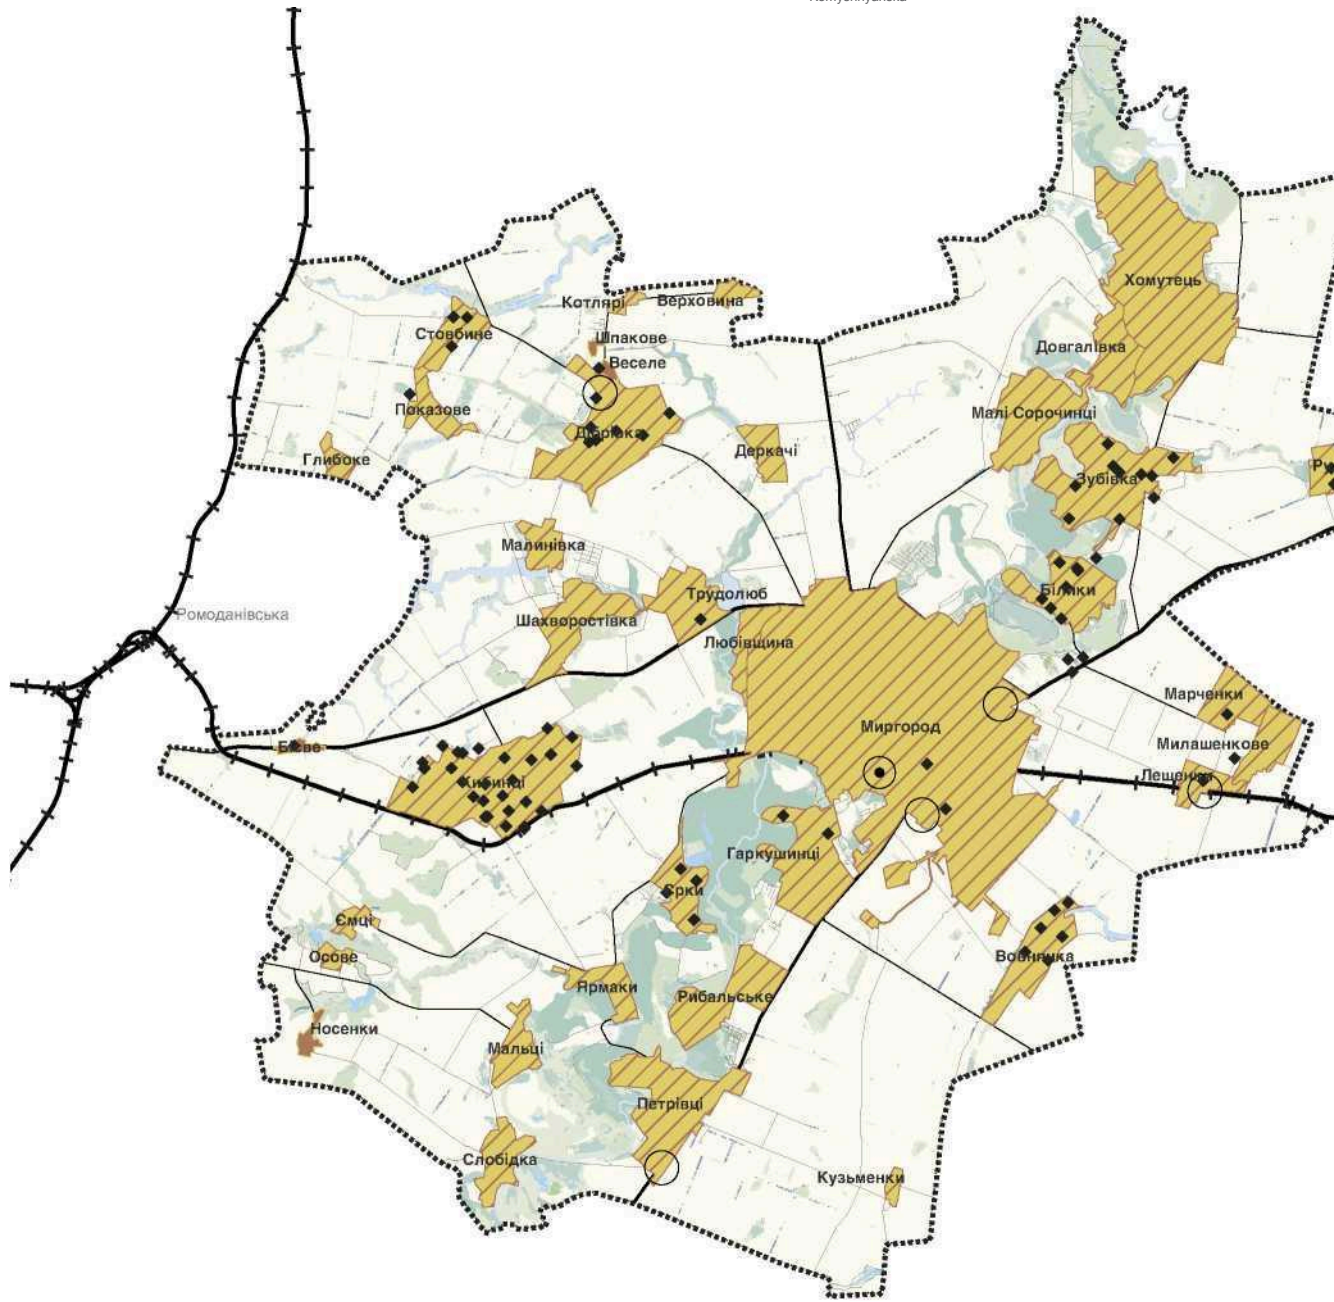 Хомутець
Котлярі
Верховина
Стовбине
Шпакове
Довгалівка
Веселе
Показове
Малі Сорочинці
Дібрівка
Деркачі
Глибоке
Зубівка
Малинівка
Білики
Трудолюб
Ромоданівська
Шахворостівка
Любівщина
Марченки
Миргород
Милашенкове
Бієве
Лещенки
Кибинці
Гаркушинці
Єрки
Ємці
Осове
Вовнянка
Ярмаки
Рибальське
Носенки
Мальці
Петрівці
Слобідка
Кузьменки